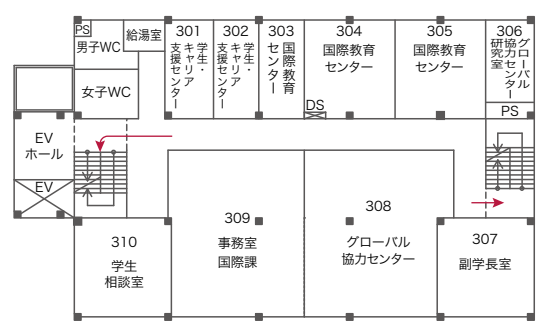 PS
男子WC
給湯室
女子WC
EV
ホール
EV
301
学生・
キャリア
支援センター
302
学生・
キャリア
支援センター
303
国際教育
センター
304
国際教育
センター
DS
305
国際教育
センター
306
グローバル
協力センター
研究室
PS
310
学生
相談室
309
事務室
国際課
308
グローバル
協力センター
307
副学長室